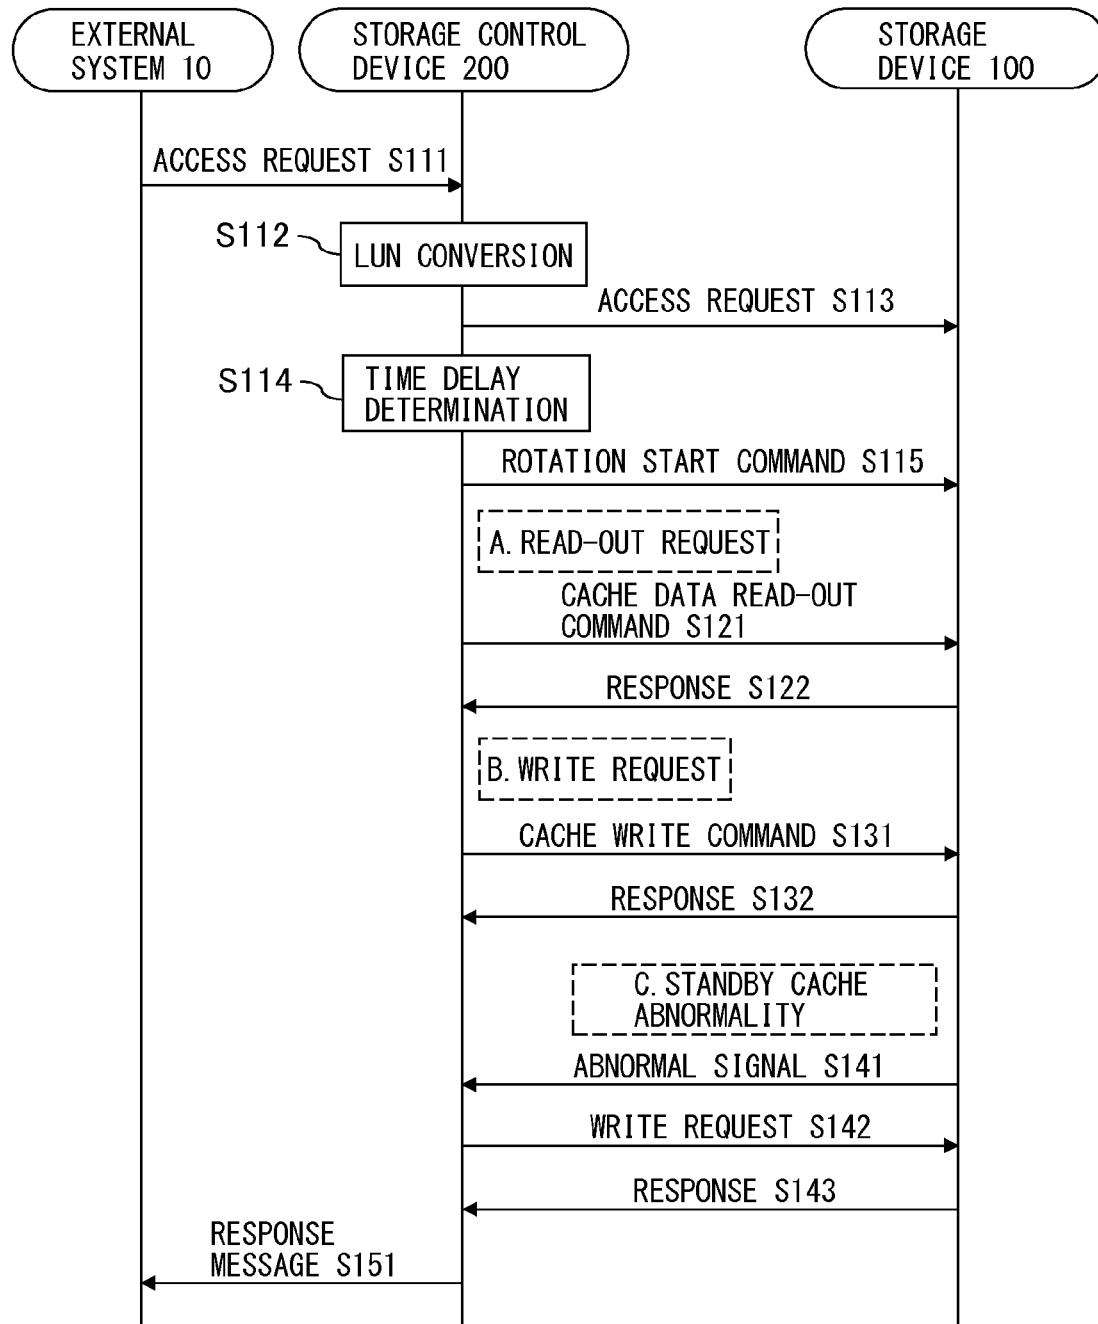 EXTERNAL
SYSTEM 10
STORAGE CONTROL
DEVICE 200
STORAGE
DEVICE 100
ACCESS REQUEST S111
S112
LUN CONVERSION
ACCESS REQUEST S113
S114
TIME DELAY
DETERMINATION
ROTATION START COMMAND S115
A. READ-OUT REQUEST
CACHE DATA READ-OUT
COMMAND S121
RESPONSE S122
B. WRITE REQUEST
CACHE WRITE COMMAND S131
RESPONSE S132
C. STANDBY CACHE
ABNORMALITY
ABNORMAL SIGNAL S141
WRITE REQUEST S142
RESPONSE S143
RESPONSE
MESSAGE S151